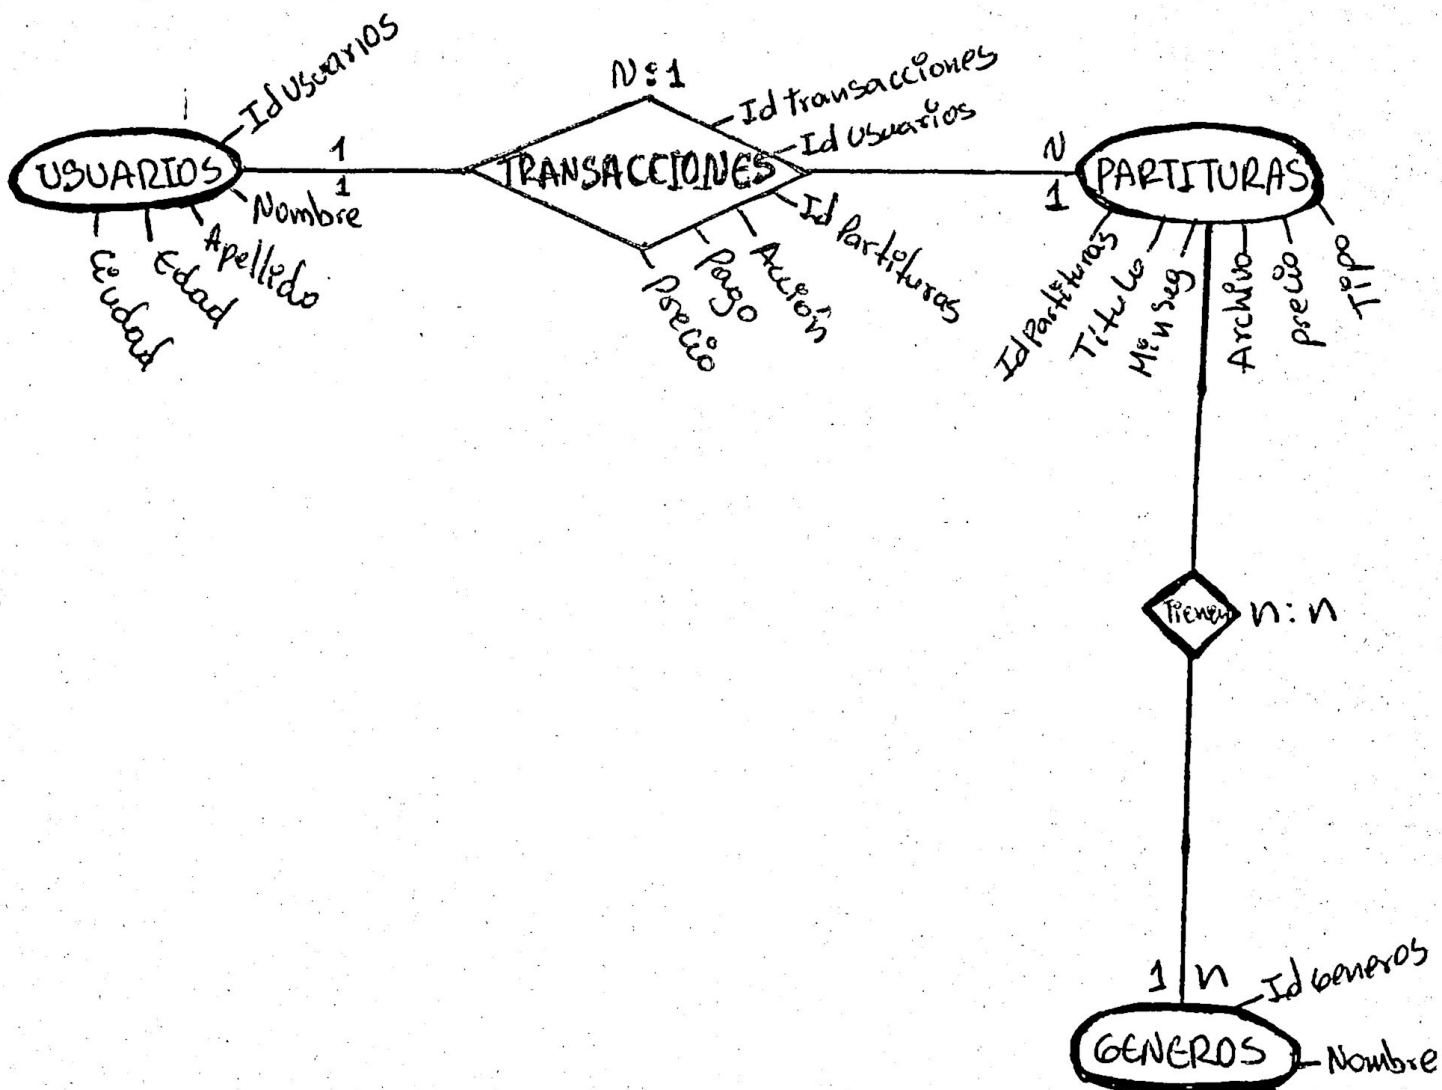 USUARIOS
Id Usuarios
Nombre
Apellido
Edad
Ciudad
1
1
N:1
TRANSACCIONES
Id transacciones
Id Usuarios
Id Partituras
Acción
Pago
Precio
N
1
PARTITURAS
Id Partituras
Titulo
Min seg
Archivo
precio
Tipo
Tienen
n:n
1 n
GENEROS
Id Generos
Nombre